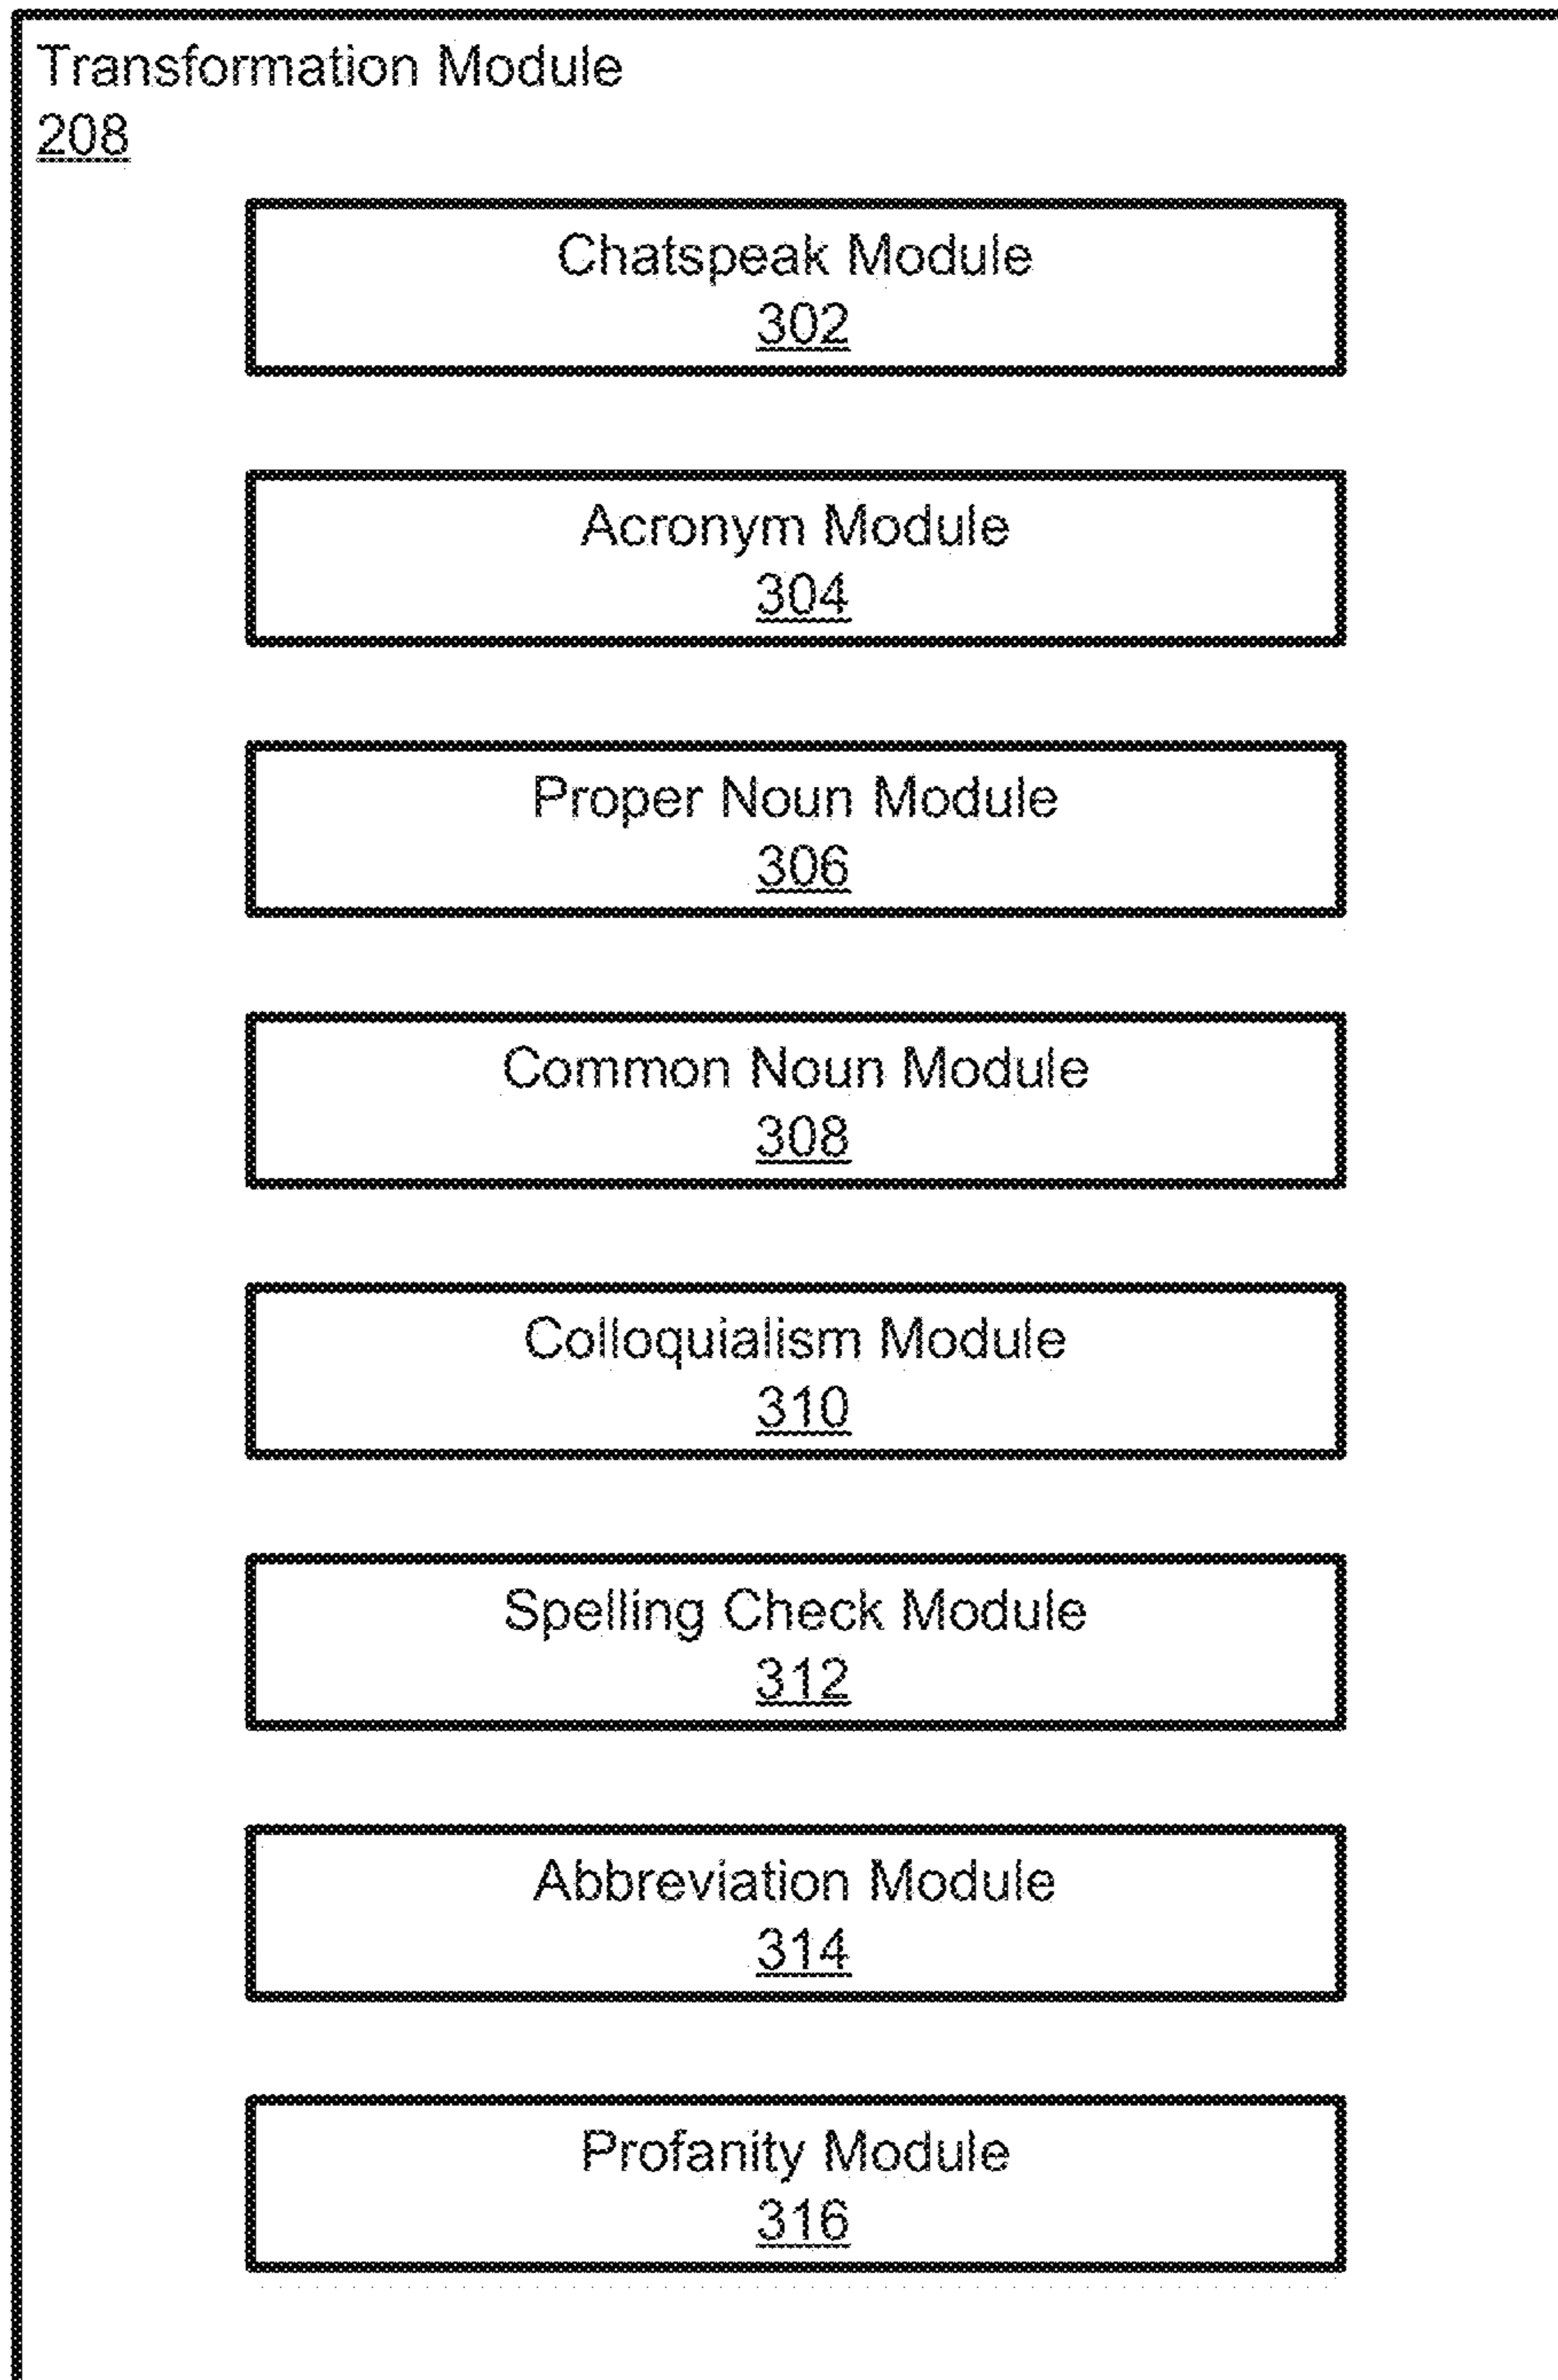 Transformation Module
208
Chatspeak Module
302
Acronym Module
304
Proper Noun Module
306
Common Noun Module
308
Colloquialism Module
310
Spelling Check Module
312
Abbreviation Module
314
Profanity Module
316